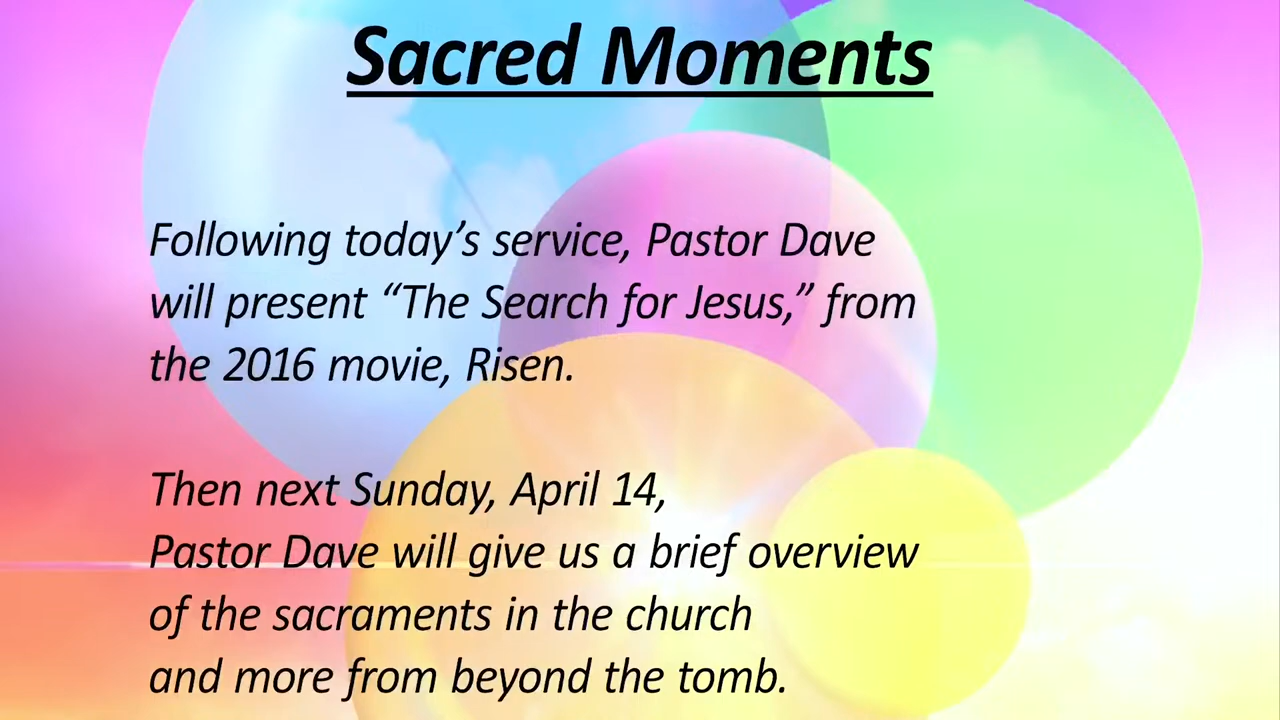 Sacred Moments
Following today’s service, Pastor Dave
will present “The Search for Jesus,” from
the 2016 movie, Risen.
Then next Sunday, April 14,
Pastor Dave will give us a brief overview
of the sacraments in the church
and more from beyond the tomb.